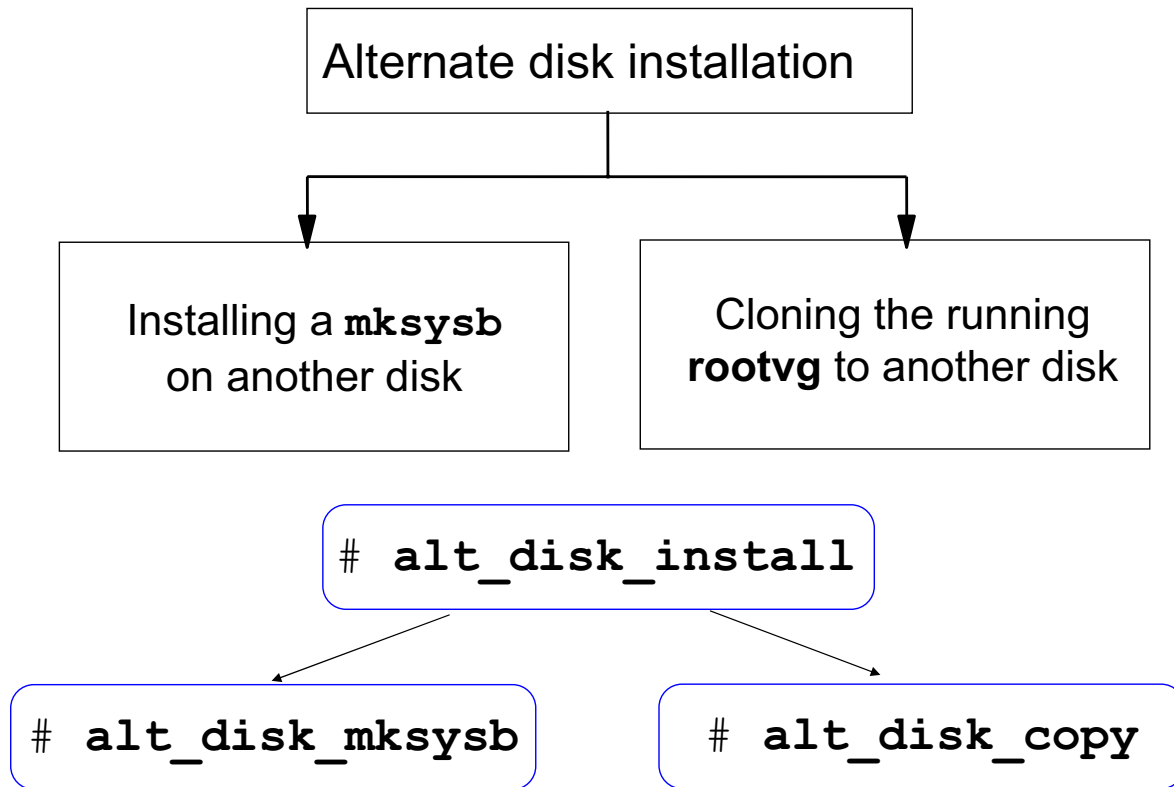 Alternate disk installation
Installing a mksysb
on another disk
Cloning the running
rootvg to another disk
# alt_disk_install
# alt_disk_mksysb
# alt_disk_copy